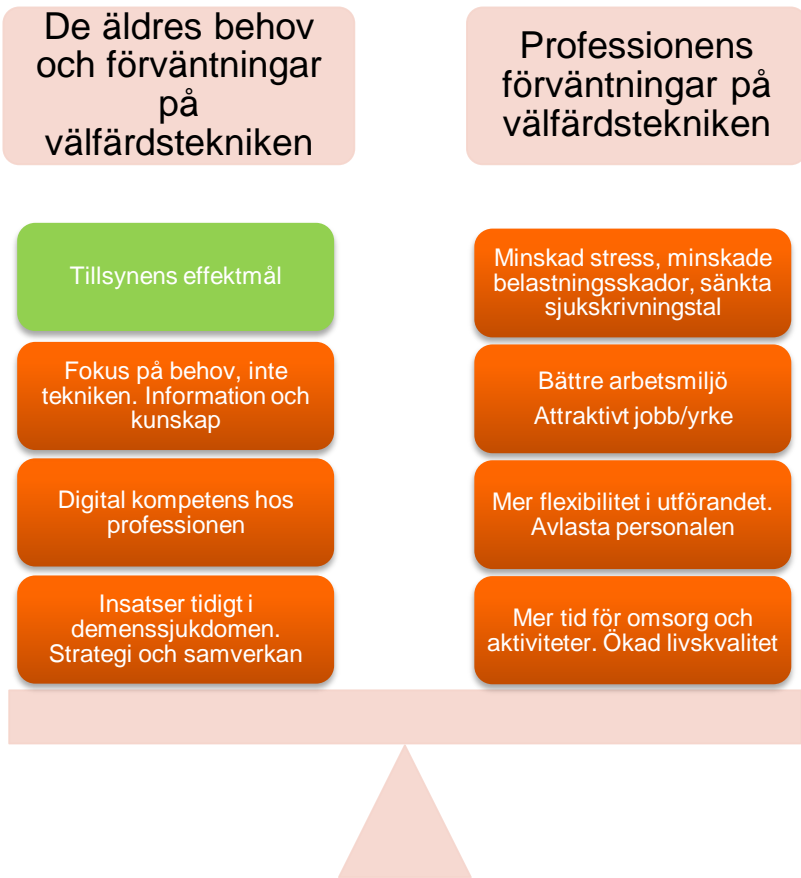 De äldres behov
och förväntningar
på
välfärdstekniken
Professionens
förväntningar på
välfärdstekniken
Tillsynens effektmål
Fokus på behov, inte
tekniken. Information och
kunskap
Digital kompetens hos
professionen
Insatser tidigt i
demenssjukdomen.
Strategi och samverkan
Minskad stress, minskade
belastningsskador, sänkta
sjukskrivningstal
Bättre arbetsmiljö
Attraktivt jobb/yrke
Mer flexibilitet i utförandet.
Avlasta personalen
Mer tid för omsorg och
aktiviteter. Ökad livskvalitet